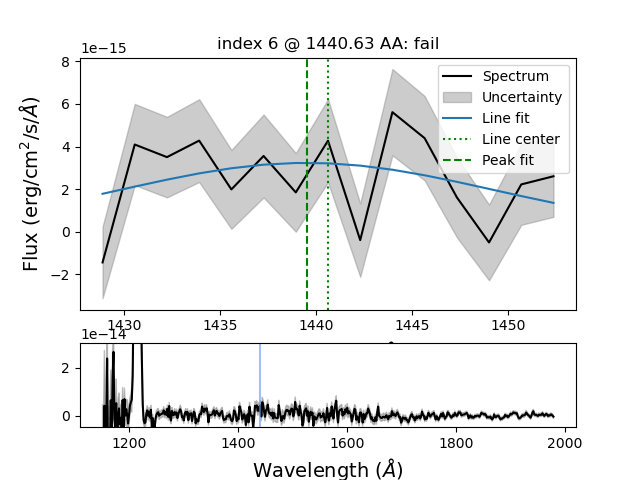 index 6 @ 1440.63 AA: fail
1e−15
8
6
4
2
0
−2
Flux (erg/cm²/s/Å)
Spectrum
Uncertainty
Line fit
Line center
Peak fit
1430
1435
1440
1445
1450
1e−14
2
0
1200
1400
1600
1800
2000
Wavelength (Å)